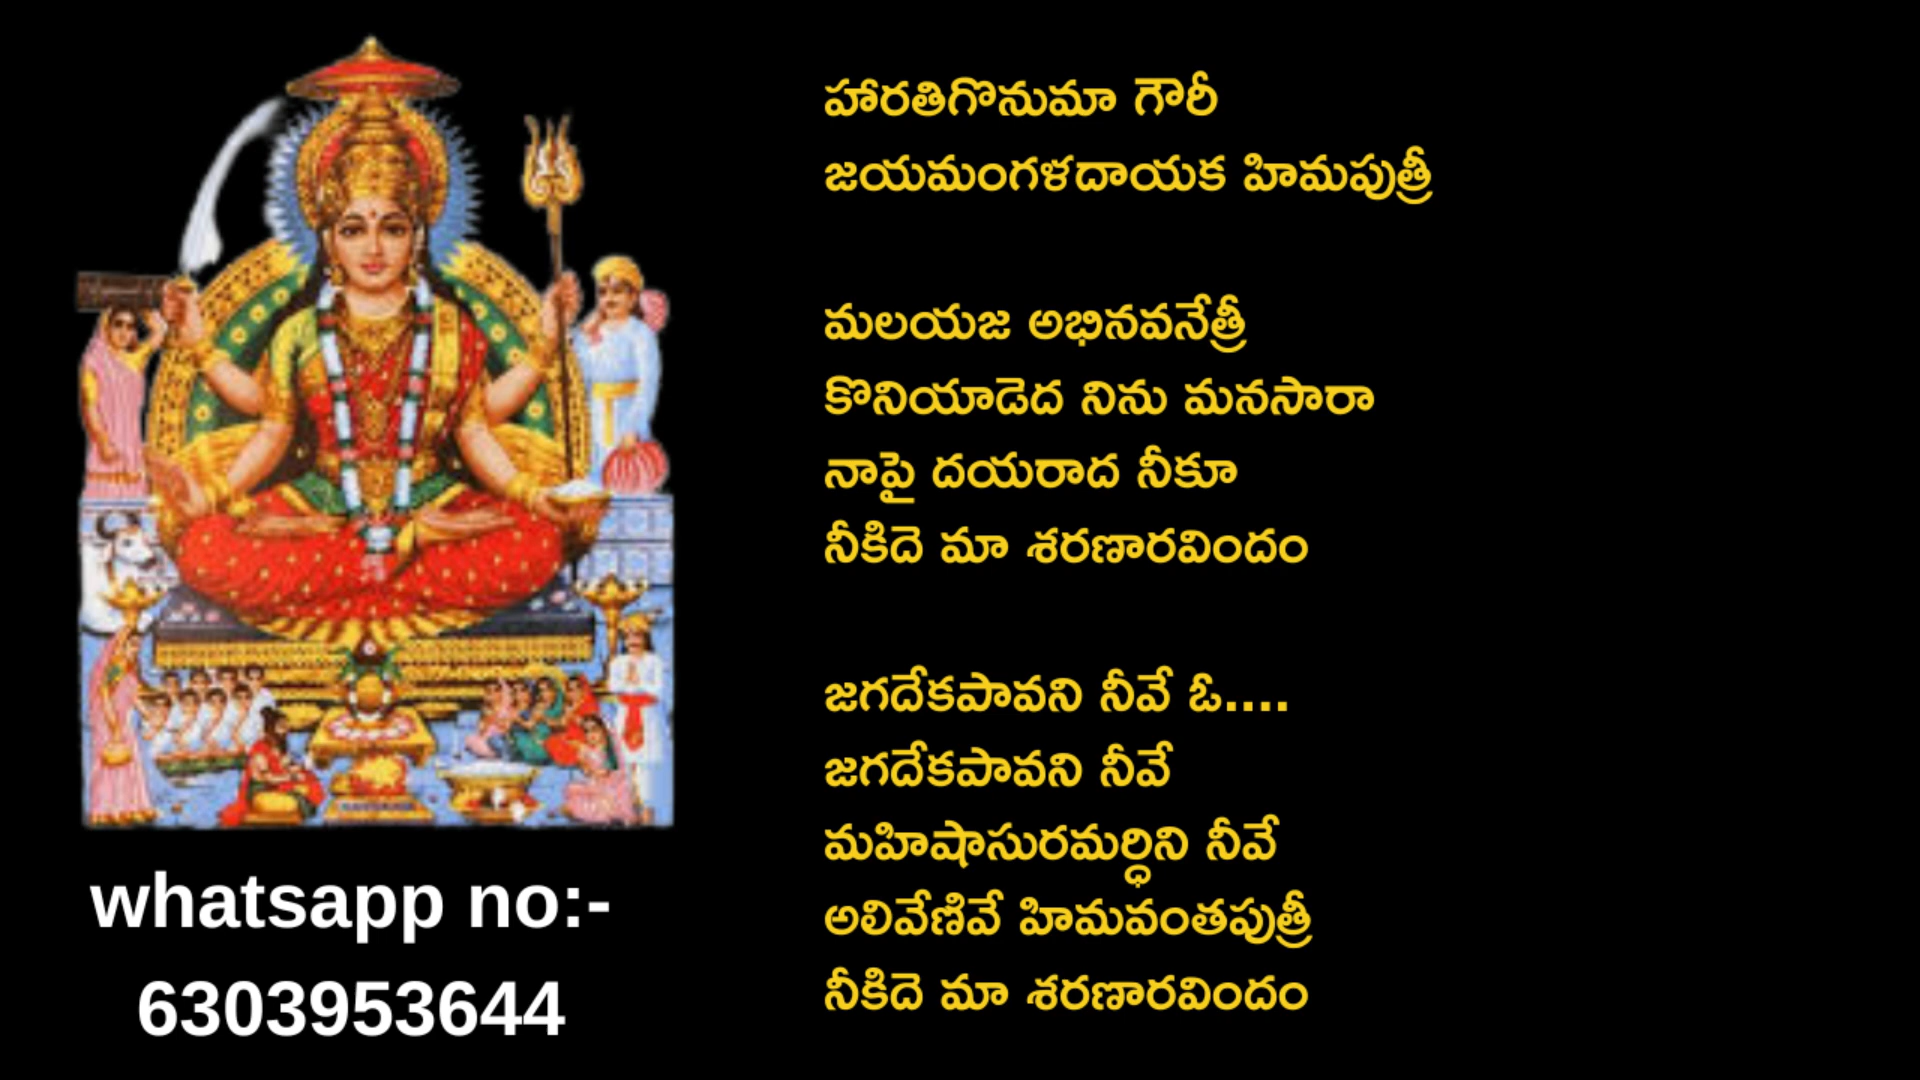 హారతిగొనుమా గౌరీ
జయమంగళదాయక హిమపుత్రీ
మలయజ అభినవనేత్రీ
కొనియాడెద నిను మనసారా
నాపై దయరాద నీకూ
నీకిదె మా శరణారవిందం
జగదేకపావని నీవే ఓ....
జగదేకపావని నీవే
మహిషాసురమర్ధిని నీవే
అలివేణివే హిమవంతపుత్రీ
నీకిదె మా శరణారవిందం
whatsapp no:-
6303953644